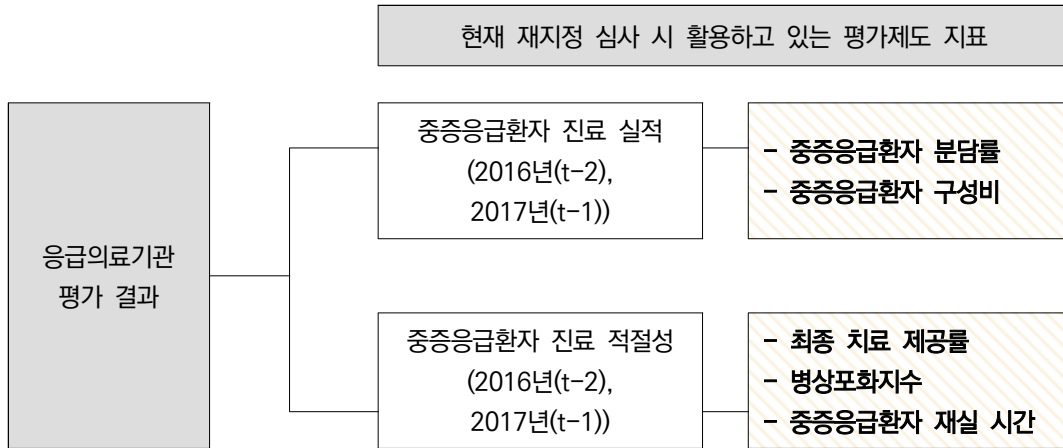 현재 재지정 심사 시 활용하고 있는 평가제도 지표
응급의료기관
평가 결과
중증응급환자 진료 실적
(2016년(t-2),
2017년(t-1))
- 중증응급환자 분담률
- 중증응급환자 구성비
중증응급환자 진료 적절성
(2016년(t-2),
2017년(t-1))
- 최종 치료 제공률
- 병상포화지수
- 중증응급환자 재실 시간